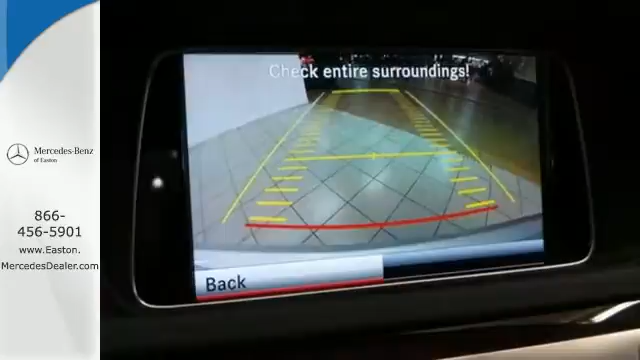 Mercedes-Benz
of Easton
866-
456-5901
www.Easton.
MercedesDealer.com
Check entire surroundings!
Back